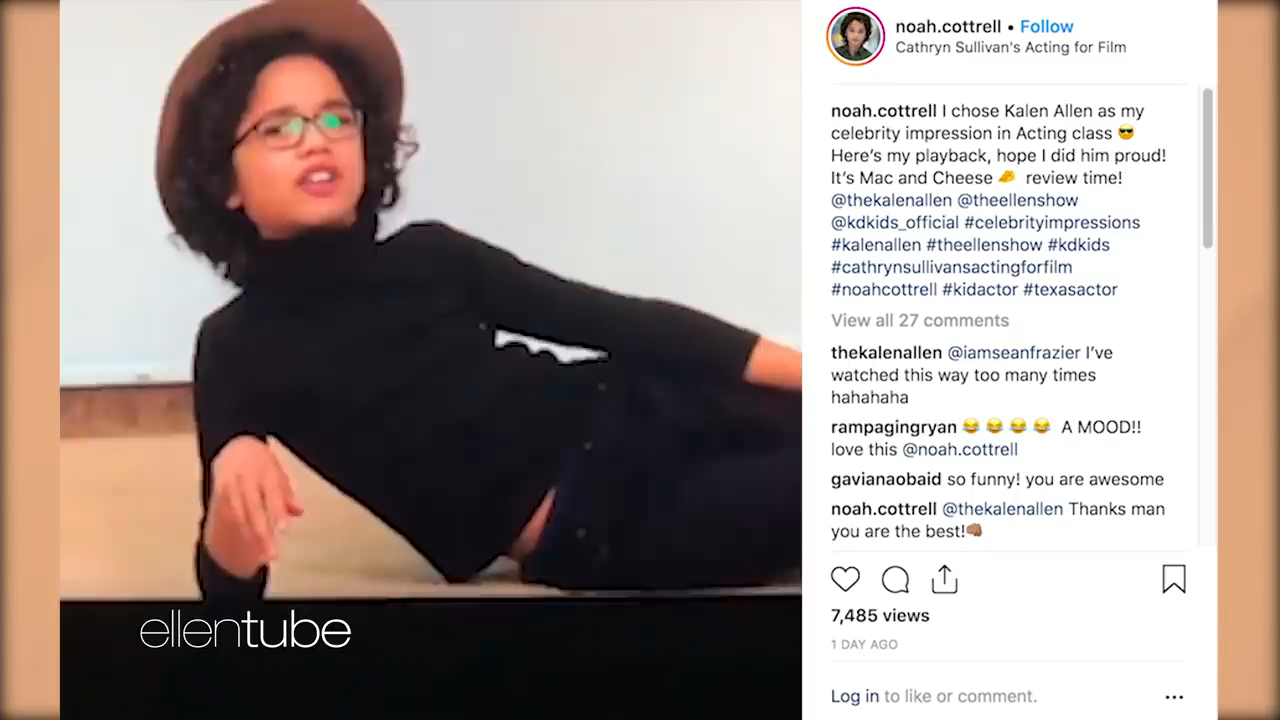 noah.cottrell • Follow
Cathryn Sullivan's Acting for Film
noah.cottrell I chose Kalen Allen as my
celebrity impression in Acting class 😎
Here's my playback, hope I did him proud!
It's Mac and Cheese 🧀 review time!
@thekalenallen @theellenshow
@kdkids_official #celebrityimpressions
#kalenallen #theellenshow #kdkids
#cathrynsullivansactingforfilm
#noahcottrell #kidactor #texasactor
View all 27 comments
thekalenallen @iamseanfrazier I've
watched this way too many times
hahahaha
rampagingryan 😂 😂 😂 😂 A MOOD!!
love this @noah.cottrell
gavianaobaid so funny! you are awesome
noah.cottrell @thekalenallen Thanks man
you are the best!👊🏽
7,485 views
1 DAY AGO
Log in to like or comment.
ellentube